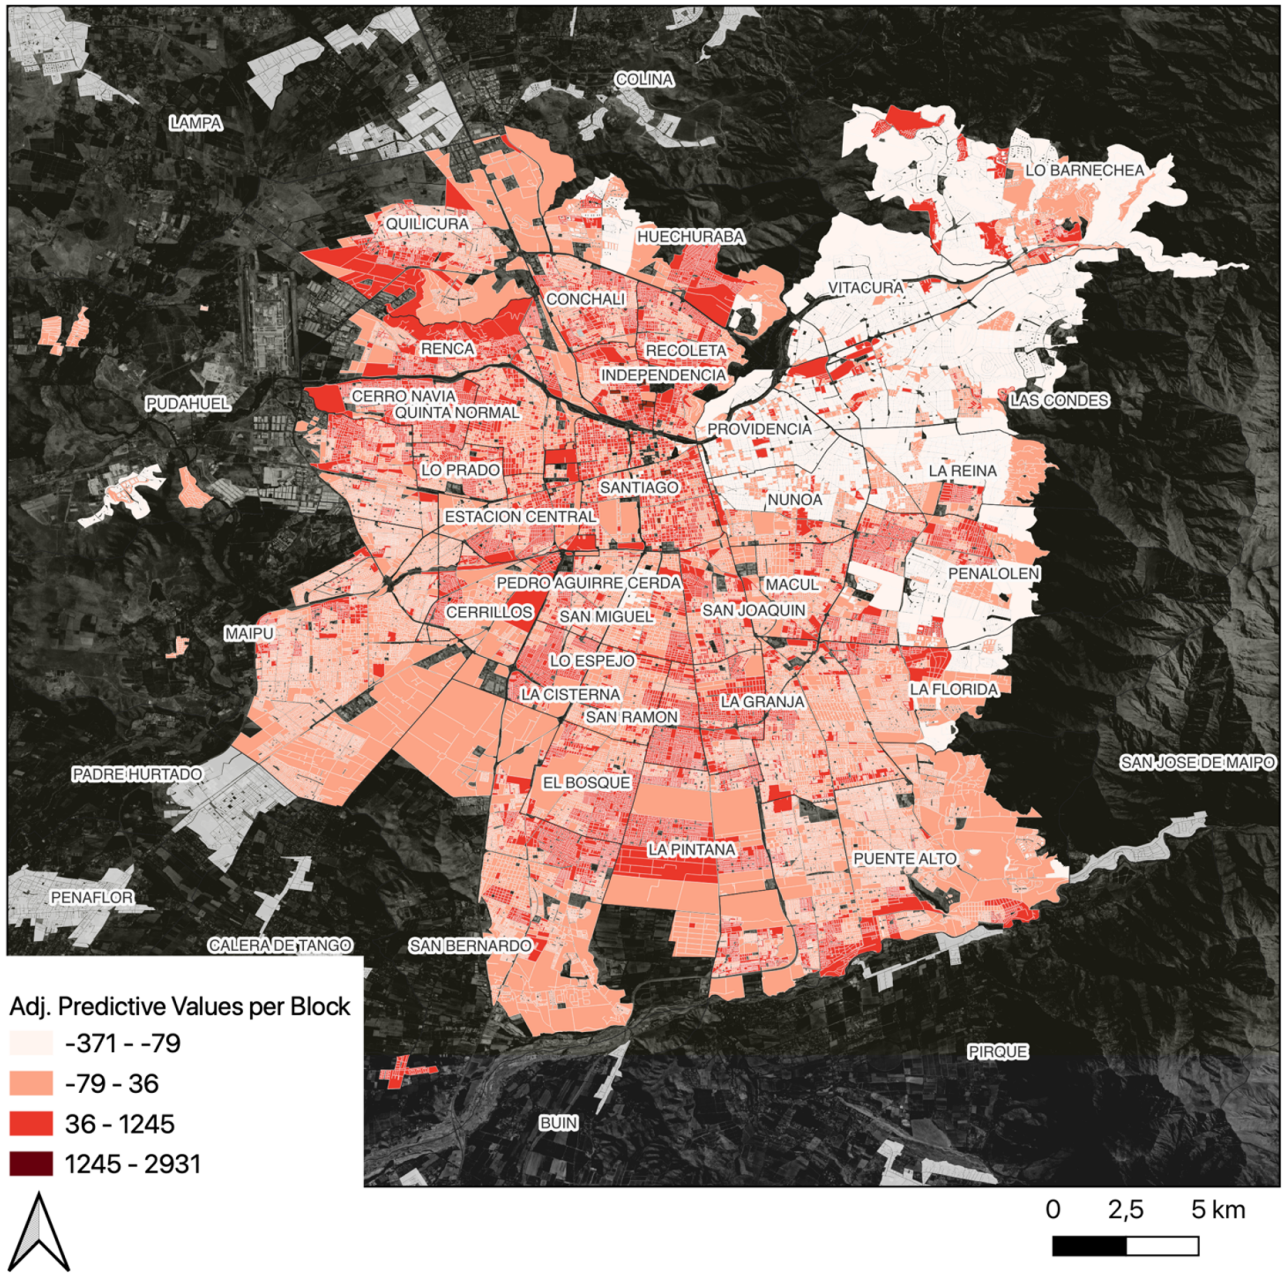 COLINA
LAMPA
LO BARNECHEA
QUILICURA
HUECHURABA
VITACURA
CONCHALI
RENCA
RECOLETA
INDEPENDENCIA
CERRO NAVIA
PUDAHUEL
QUINTA NORMAL
LAS CONDES
PROVIDENCIA
LO PRADO
LA REINA
SANTIAGO
NUNOA
ESTACION CENTRAL
PENALOLEN
PEDRO AGUIRRE CERDA
MACUL
CERRILLOS
SAN MIGUEL
SAN JOAQUIN
MAIPU
LO ESPEJO
LA CISTERNA
LA FLORIDA
LA GRANJA
SAN RAMON
PADRE HURTADO
SAN JOSE DE MAIPO
EL BOSQUE
LA PINTANA
PUENTE ALTO
PENAFLOR
CALERA DE TANGO
SAN BERNARDO
PIRQUE
BUIN
Adj. Predictive Values per Block
-371 - -79
-79 - 36
36 - 1245
1245 - 2931
0 2,5 5 km